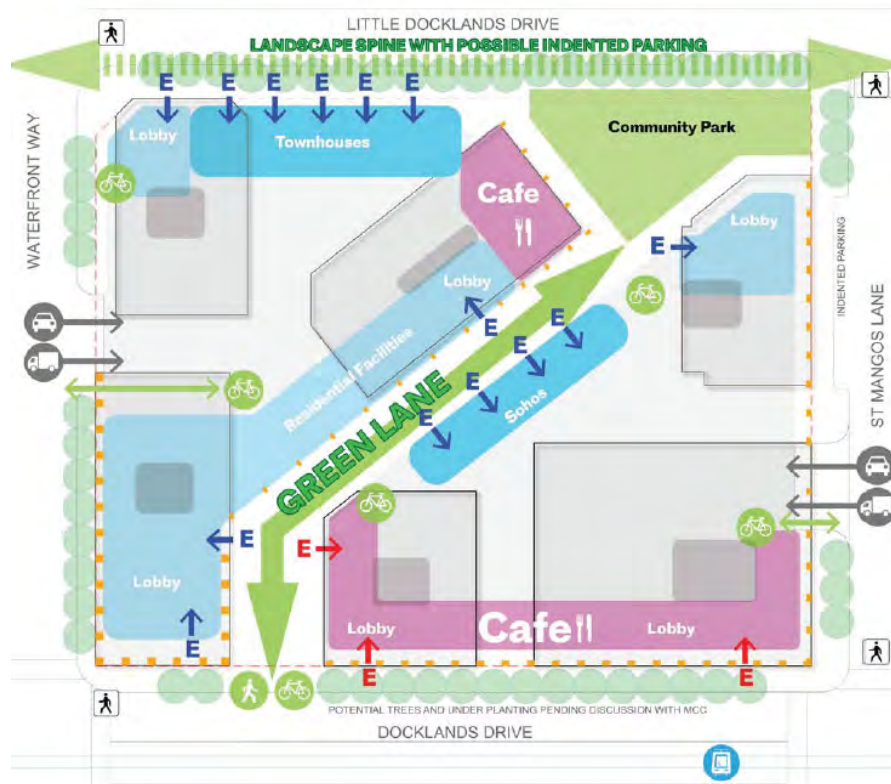 LITTLE DOCKLANDS DRIVE
LANDSCAPE SPINE WITH POSSIBLE INDENTED PARKING
E E E E E E
Lobby
Townhouses
Community Park
WATERFRONT WAY
Cafe
Lobby
E
Lobby
E
E
E
E
E
E
INDENTED PARKING
Residential Facilities
Sohos
GREEN LANE
ST MANGOS LANE
E
E
Lobby
E
Lobby
Cafe
Lobby
E
E
POTENTIAL TREES AND UNDER PLANTING PENDING DISCUSSION WITH MCC
DOCKLANDS DRIVE